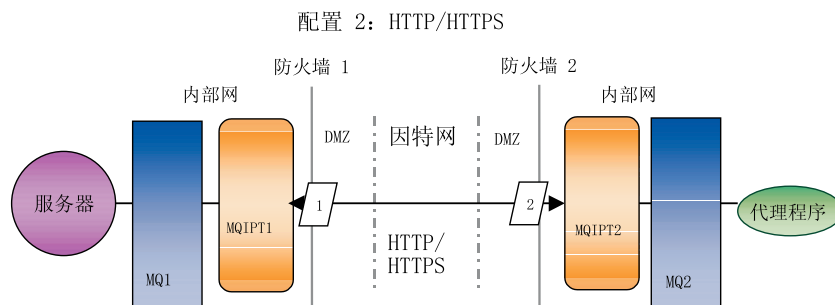 配置 2：HTTP/HTTPS
防火墙 1
防火墙 2
内部网
内部网
DMZ
因特网
DMZ
服务器
1
2
代理程序
MQIPT1
MQIPT2
HTTP/
HTTPS
MQ1
MQ2